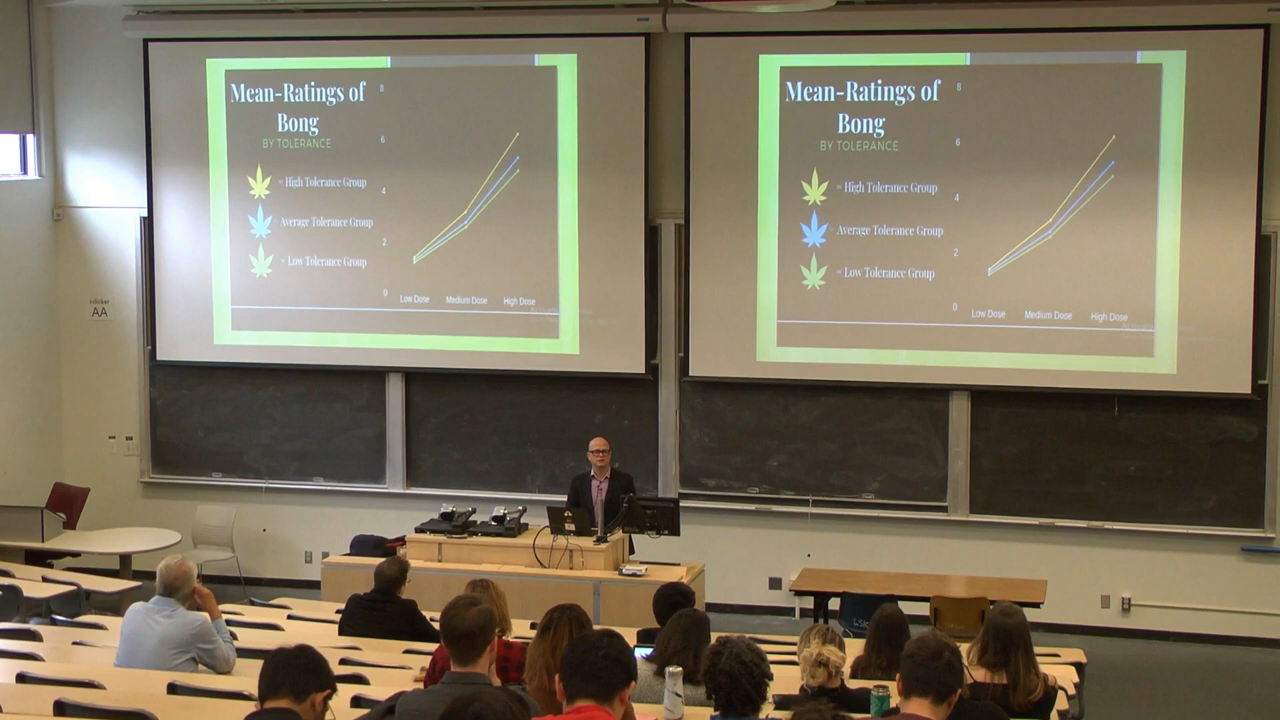 Mean-Ratings of
Bong
BY TOLERANCE
= High Tolerance Group
Average Tolerance Group
= Low Tolerance Group
8
6
4
2
0
Low Dose Medium Dose High Dose
Mean-Ratings of
Bong
BY TOLERANCE
= High Tolerance Group
Average Tolerance Group
= Low Tolerance Group
8
6
4
2
0
Low Dose Medium Dose High Dose
i-clicker
AA